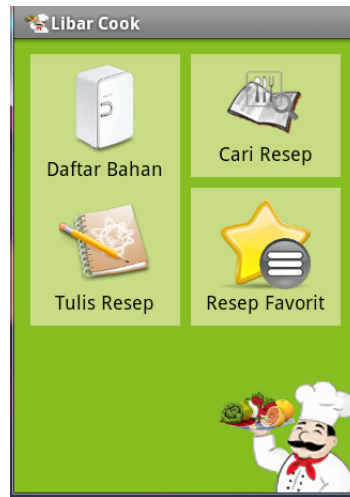 Libar Cook
Daftar Bahan
Cari Resep
Tulis Resep
Resep Favorit